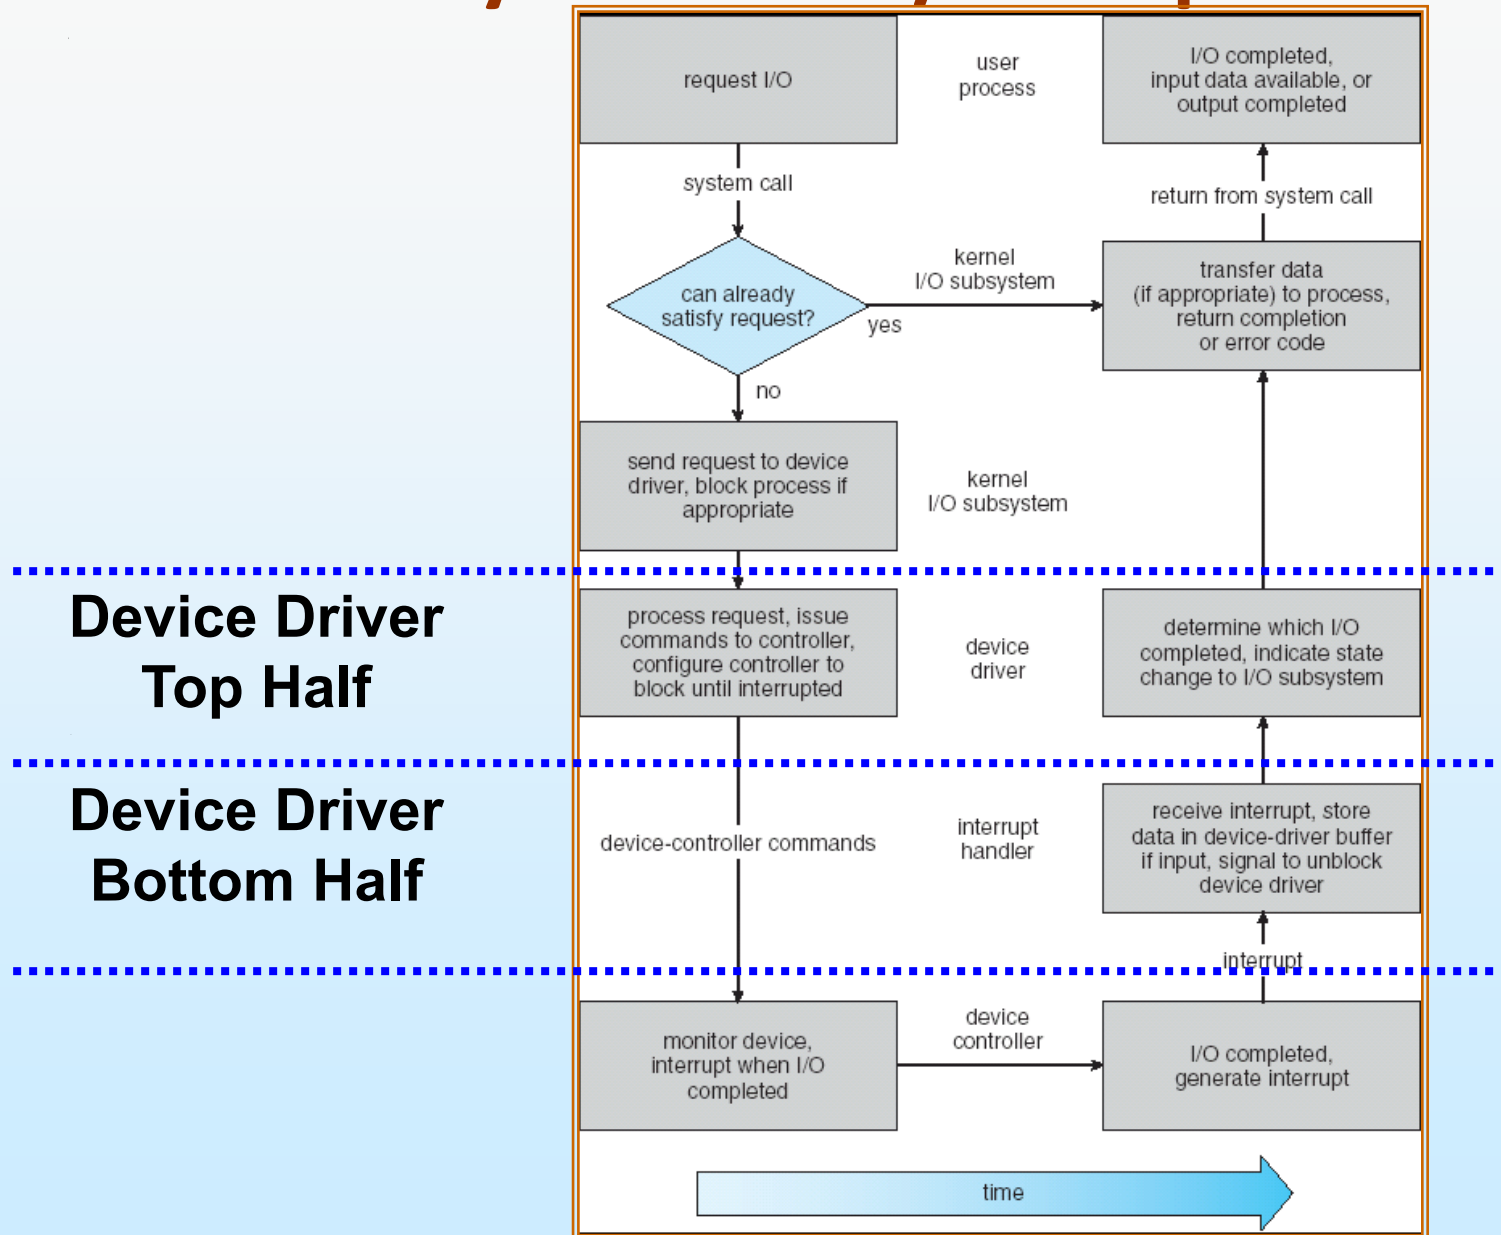 request I/O
user
process
I/O completed,
input data available, or
output completed
system call
return from system call
can already
satisfy request?
yes
kernel
I/O subsystem
transfer data
(if appropriate) to process,
return completion
or error code
no
send request to device
driver, block process if
appropriate
kernel
I/O subsystem
Device Driver
Top Half
process request, issue
commands to controller,
configure controller to
block until interrupted
device
driver
determine which I/O
completed, indicate state
change to I/O subsystem
Device Driver
Bottom Half
device-controller commands
interrupt
handler
receive interrupt, store
data in device-driver buffer
if input, signal to unblock
device driver
interrupt
monitor device,
interrupt when I/O
completed
device
controller
I/O completed,
generate interrupt
time